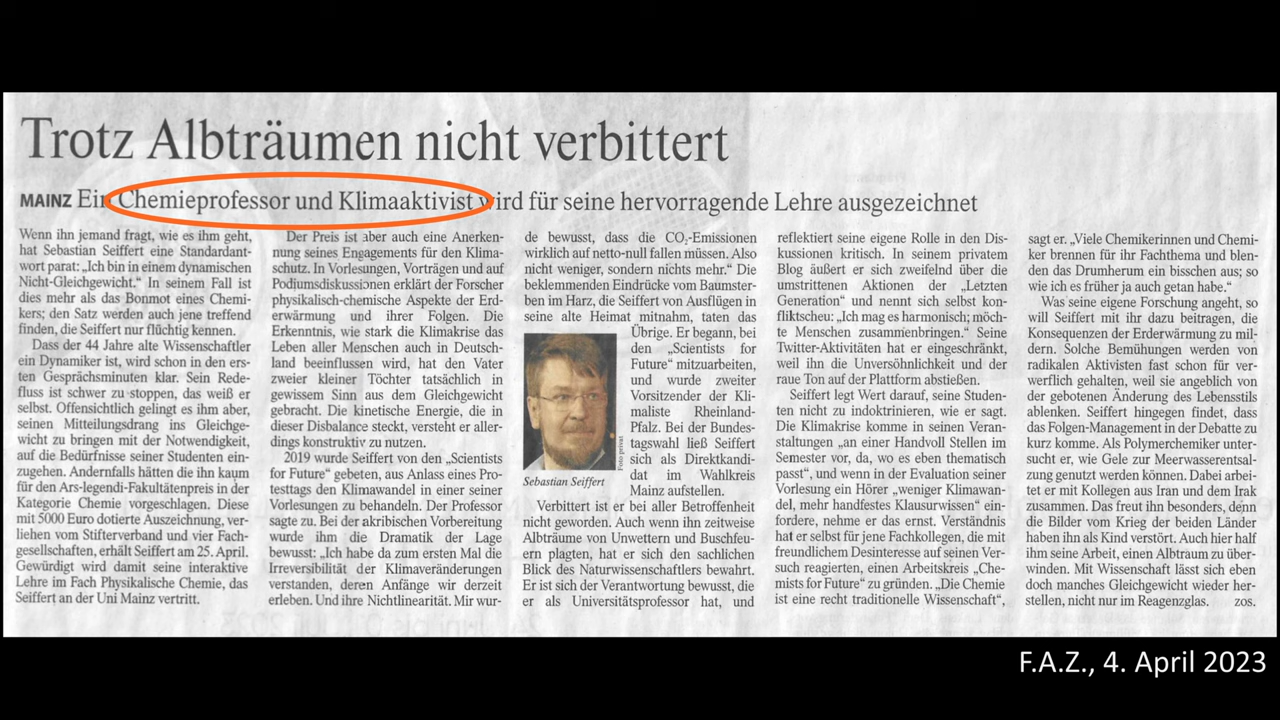 Trotz Albträumen nicht verbittert
MAINZ Ein Chemieprofessor und Klimaaktivist wird für seine hervorragende Lehre ausgezeichnet
Wenn ihn jemand fragt, wie es ihm geht,
hat Sebastian Seiffert eine Standardant-
wort parat: „Ich bin in einem dynamischen
Nicht-Gleichgewicht.“ In seinem Fall ist
dies mehr als das Bonmot eines Chemi-
kers; den Satz werden auch jene treffend
finden, die Seiffert nur flüchtig kennen.
Dass der 44 Jahre alte Wissenschaftler
ein Dynamiker ist, wird schon in den ers-
ten Gesprächsminuten klar. Sein Rede-
fluss ist schwer zu stoppen, das weiß er
selbst. Offensichtlich gelingt es ihm aber,
seinen Mitteilungsdrang ins Gleichge-
wicht zu bringen mit der Notwendigkeit,
auf die Bedürfnisse seiner Studenten ein-
zugehen. Andernfalls hätten die ihn kaum
für den Ars-legendi-Fakultätenpreis in der
Kategorie Chemie vorgeschlagen. Diese
mit 5000 Euro dotierte Auszeichnung, ver-
liehen vom Stifterverband und vier Fach-
gesellschaften, erhält Seiffert am 25. April.
Gewürdigt wird damit seine interaktive
Lehre im Fach Physikalische Chemie, das
Seiffert an der Uni Mainz vertritt.
Der Preis ist aber auch eine Anerken-
nung seines Engagements für den Klima-
schutz. In Vorlesungen, Vorträgen und auf
Podiumsdiskussionen erklärt der Forscher
physikalisch-chemische Aspekte der Erd-
erwärmung und ihrer Folgen. Die
Erkenntnis, wie stark die Klimakrise das
Leben aller Menschen auch in Deutsch-
land beeinflussen wird, hat den Vater
zweier kleiner Töchter tatsächlich in
gewissem Sinn aus dem Gleichgewicht
gebracht. Die kinetische Energie, die in
dieser Disbalance steckt, versteht er aller-
dings konstruktiv zu nutzen.
2019 wurde Seiffert von den „Scientists
for Future“ gebeten, aus Anlass eines Pro-
testtags den Klimawandel in einer seiner
Vorlesungen zu behandeln. Der Professor
sagte zu. Bei der akribischen Vorbereitung
wurde ihm die Dramatik der Lage
bewusst: „Ich habe da zum ersten Mal die
Irreversibilität der Klimaveränderungen
verstanden, deren Anfänge wir derzeit
erleben. Und ihre Nichtlinearität. Mir wur-
de bewusst, dass die CO₂-Emissionen
wirklich auf netto-null fallen müssen. Also
nicht weniger, sondern nichts mehr.“ Die
beklemmenden Eindrücke vom Baumster-
ben im Harz, die Seiffert von Ausflügen in
seine alte Heimat mitnahm, taten das
Übrige. Er begann, bei
den „Scientists for
Future“ mitzuarbeiten,
und wurde zweiter
Vorsitzender der Kli-
maliste Rheinland-
Pfalz. Bei der Bundes-
tagswahl ließ Seiffert
sich als Direktkandi-
dat im Wahlkreis
Mainz aufstellen.
Foto privat
Sebastian Seiffert
Verbittert ist er bei aller Betroffenheit
nicht geworden. Auch wenn ihn zeitweise
Albträume von Unwettern und Buschfeu-
ern plagten, hat er sich den sachlichen
Blick des Naturwissenschaftlers bewahrt.
Er ist sich der Verantwortung bewusst, die
er als Universitätsprofessor hat, und
reflektiert seine eigene Rolle in den Dis-
kussionen kritisch. In seinem privatem
Blog äußert er sich zweifelnd über die
umstrittenen Aktionen der „Letzten
Generation“ und nennt sich selbst kon-
fliktscheu: „Ich mag es harmonisch; möch-
te Menschen zusammenbringen.“ Seine
Twitter-Aktivitäten hat er eingeschränkt,
weil ihn die Unversöhnlichkeit und der
raue Ton auf der Plattform abstießen.
Seiffert legt Wert darauf, seine Studen-
ten nicht zu indoktrinieren, wie er sagt.
Die Klimakrise komme in seinen Veran-
staltungen „an einer Handvoll Stellen im
Semester vor, da, wo es eben thematisch
passt“, und wenn in der Evaluation seiner
Vorlesung ein Hörer „weniger Klimawan-
del, mehr handfestes Klausurwissen“ ein-
fordere, nehme er das ernst. Verständnis
hat er selbst für jene Fachkollegen, die mit
freundlichem Desinteresse auf seinen Ver-
such reagierten, einen Arbeitskreis „Che-
mists for Future“ zu gründen. „Die Chemie
ist eine recht traditionelle Wissenschaft“,
sagt er. „Viele Chemikerinnen und Chemi-
ker brennen für ihr Fachthema und blen-
den das Drumherum ein bisschen aus; so
wie ich es früher ja auch getan habe.“
Was seine eigene Forschung angeht, so
will Seiffert mit ihr dazu beitragen, die
Konsequenzen der Erderwärmung zu mil-
dern. Solche Bemühungen werden von
radikalen Aktivisten fast schon für ver-
werflich gehalten, weil sie angeblich von
der gebotenen Änderung des Lebensstils
ablenken. Seiffert hingegen findet, dass
das Folgen-Management in der Debatte zu
kurz komme. Als Polymerchemiker unter-
sucht er, wie Gele zur Meerwasserentsal-
zung genutzt werden können. Dabei arbei-
tet er mit Kollegen aus Iran und dem Irak
zusammen. Das freut ihn besonders, denn
die Bilder vom Krieg der beiden Länder
haben ihn als Kind verstört. Auch hier half
ihm seine Arbeit, einen Albtraum zu über-
winden. Mit Wissenschaft lässt sich eben
doch manches Gleichgewicht wieder her-
stellen, nicht nur im Reagenzglas. zos.
F.A.Z., 4. April 2023